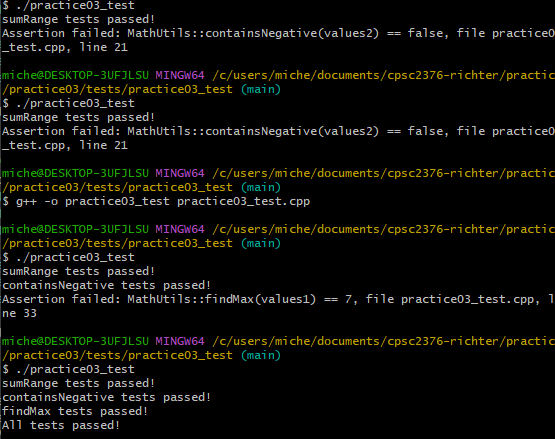 $ ./practice03_test
sumRange tests passed!
Assertion failed: MathUtils::containsNegative(values2) == false, file practice0
_test.cpp, line 21
miche@DESKTOP-3UFJLSU MINGW64 /c/users/miche/documents/cpsc2376-richter/practic
/practice03/tests/practice03_test (main)
$ ./practice03_test
sumRange tests passed!
Assertion failed: MathUtils::containsNegative(values2) == false, file practice0
_test.cpp, line 21
miche@DESKTOP-3UFJLSU MINGW64 /c/users/miche/documents/cpsc2376-richter/practic
/practice03/tests/practice03_test (main)
$ g++ -o practice03_test practice03_test.cpp
miche@DESKTOP-3UFJLSU MINGW64 /c/users/miche/documents/cpsc2376-richter/practic
/practice03/tests/practice03_test (main)
$ ./practice03_test
sumRange tests passed!
containsNegative tests passed!
Assertion failed: MathUtils::findMax(values1) == 7, file practice03_test.cpp, l
ne 33
miche@DESKTOP-3UFJLSU MINGW64 /c/users/miche/documents/cpsc2376-richter/practic
/practice03/tests/practice03_test (main)
$ ./practice03_test
sumRange tests passed!
containsNegative tests passed!
findMax tests passed!
All tests passed!